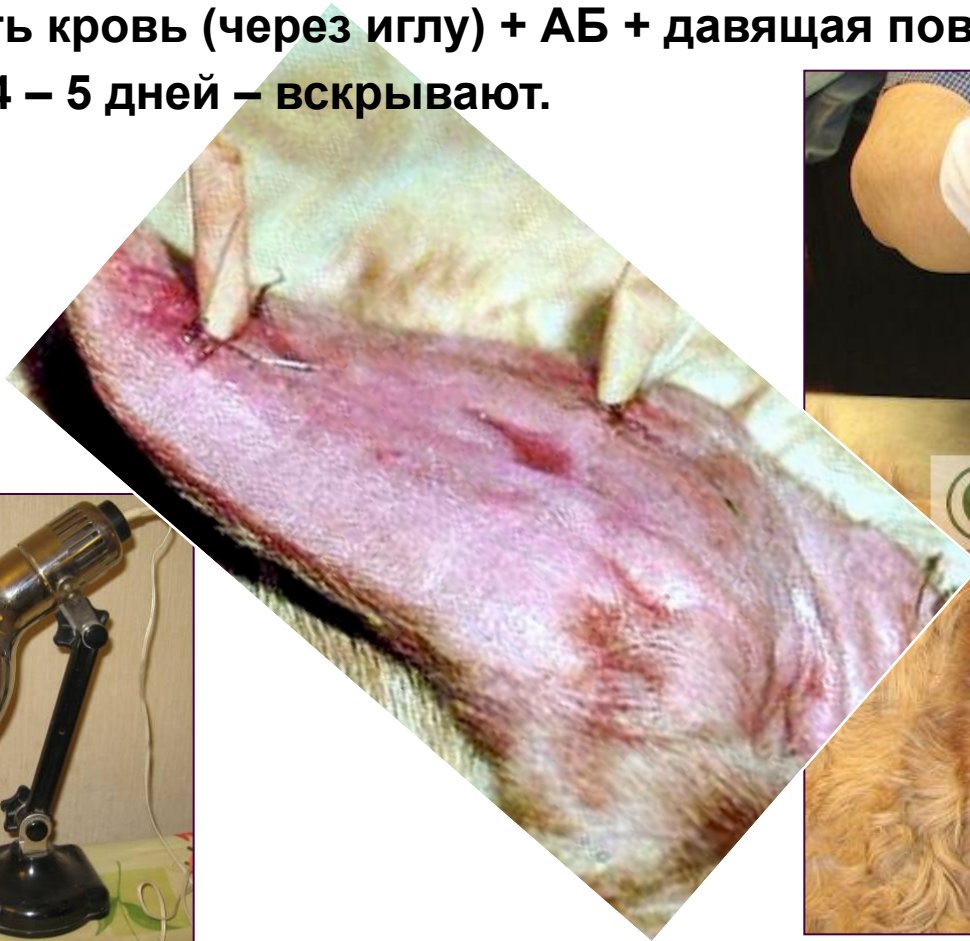 ть кровь (через иглу) + АБ + давящая пов
4 – 5 дней – вскрывают.